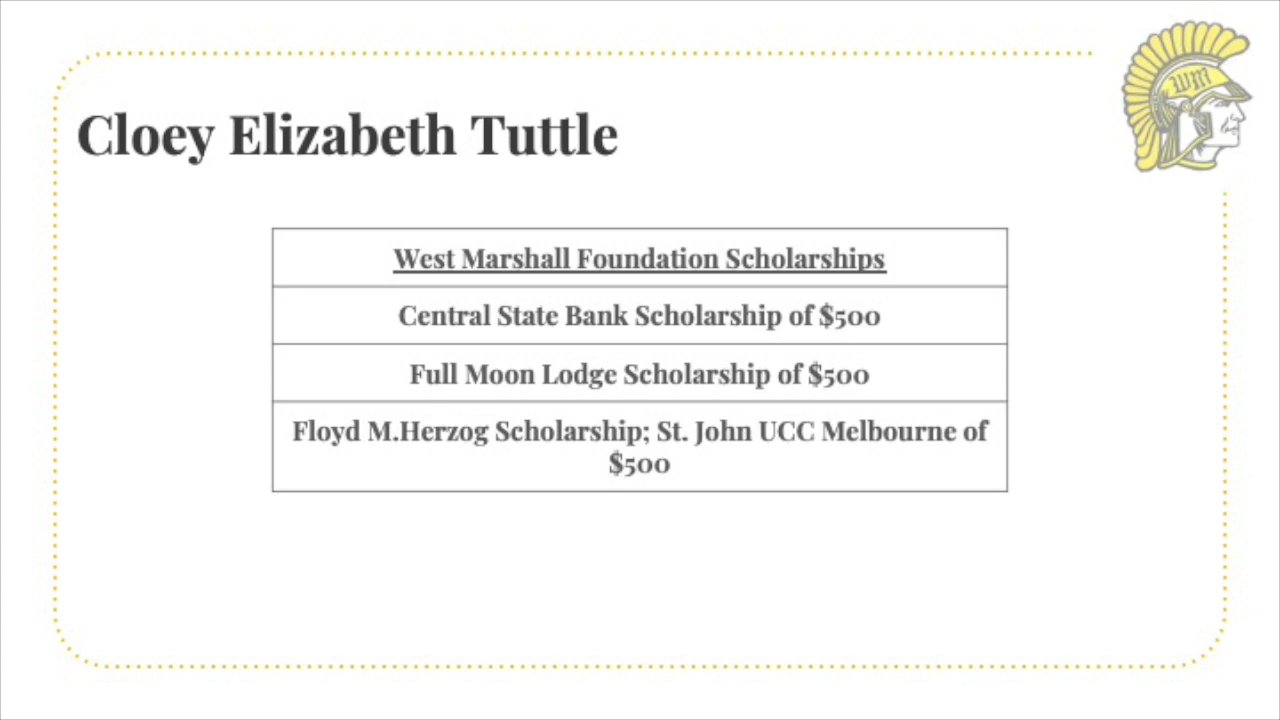 WM
Cloey Elizabeth Tuttle
West Marshall Foundation Scholarships
Central State Bank Scholarship of $500
Full Moon Lodge Scholarship of $500
Floyd M.Herzog Scholarship; St. John UCC Melbourne of
$500